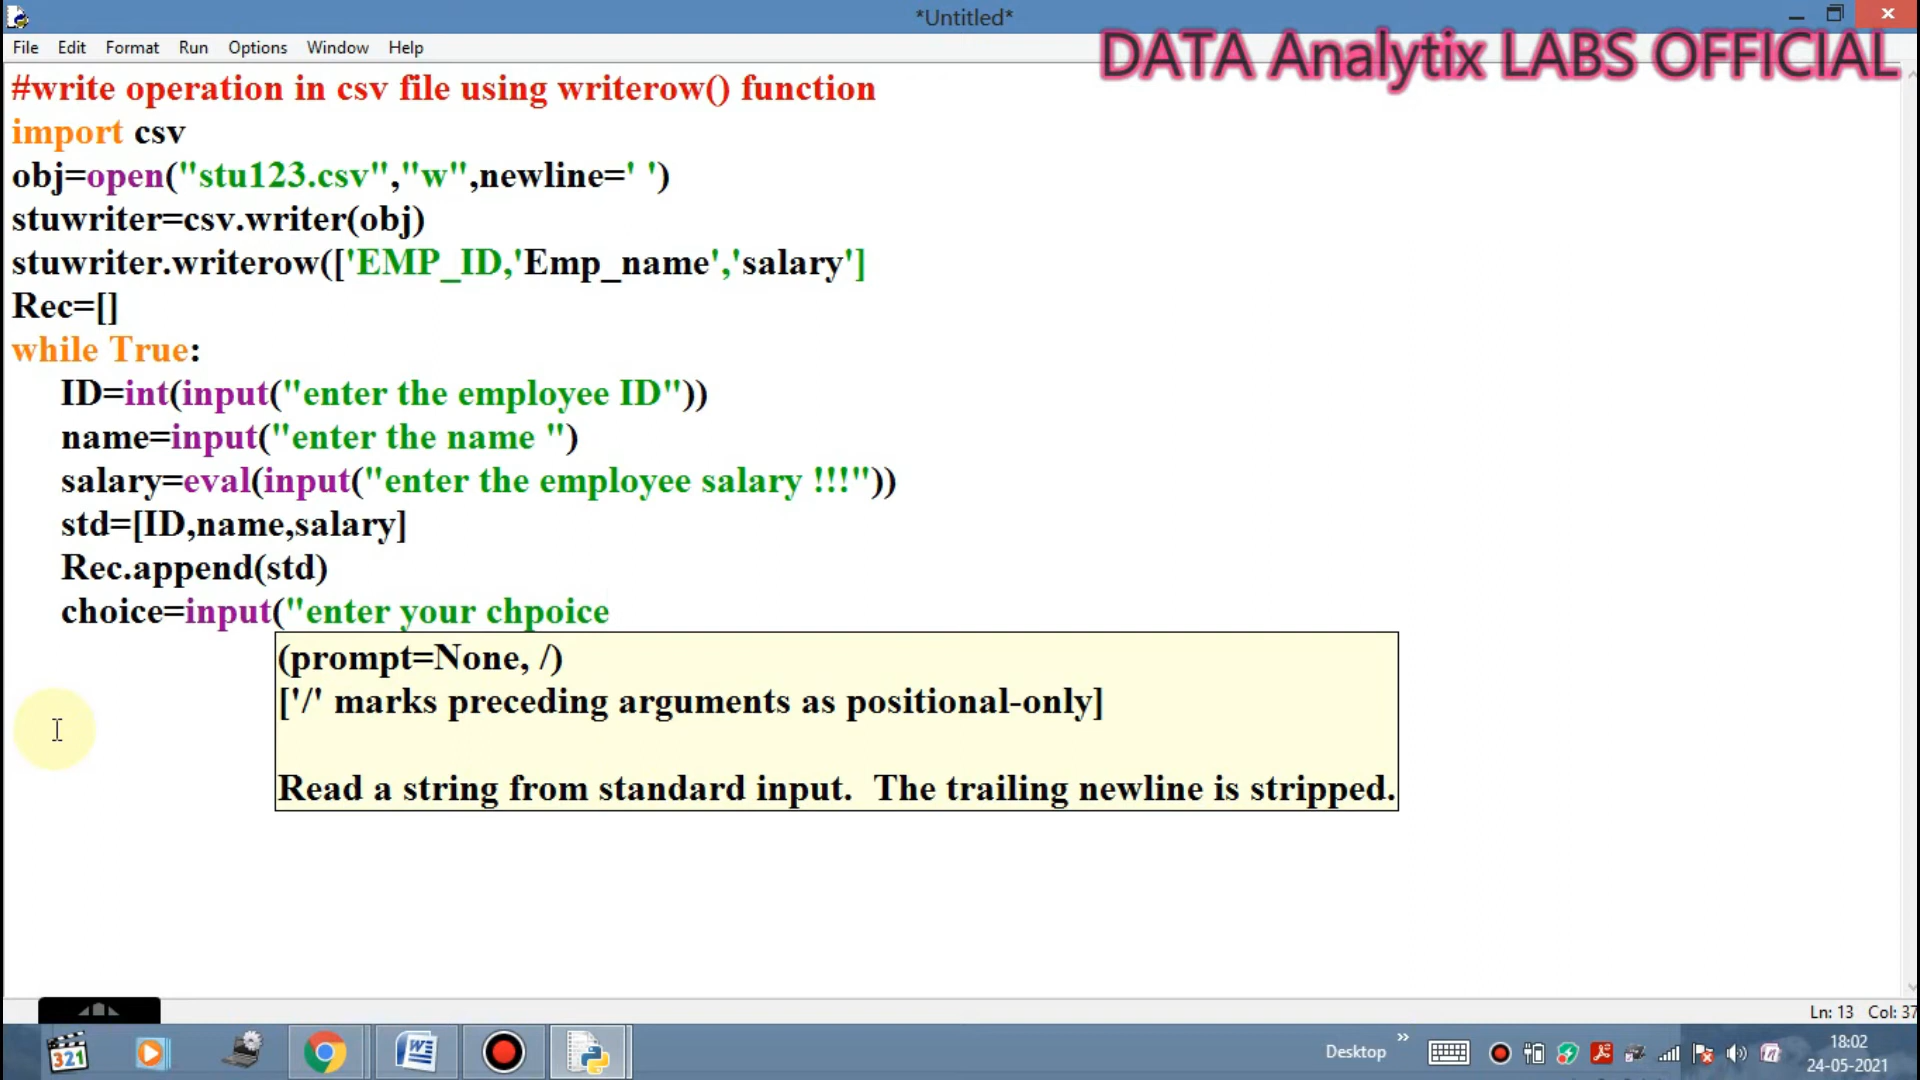 *Untitled*
DATA Analytix LABS OFFICIAL
File Edit Format Run Options Window Help
#write operation in csv file using writerow() function
import csv
obj=open("stu123.csv","w",newline=' ')
stuwriter=csv.writer(obj)
stuwriter.writerow(['EMP_ID,'Emp_name','salary']
Rec=[]
while True:
ID=int(input("enter the employee ID"))
name=input("enter the name ")
salary=eval(input("enter the employee salary !!!"))
std=[ID,name,salary]
Rec.append(std)
choice=input("enter your chpoice
(prompt=None, /)
['/' marks preceding arguments as positional-only]
Read a string from standard input.  The trailing newline is stripped.
Ln: 13 Col: 37
321
Desktop
18:02
24-05-2021